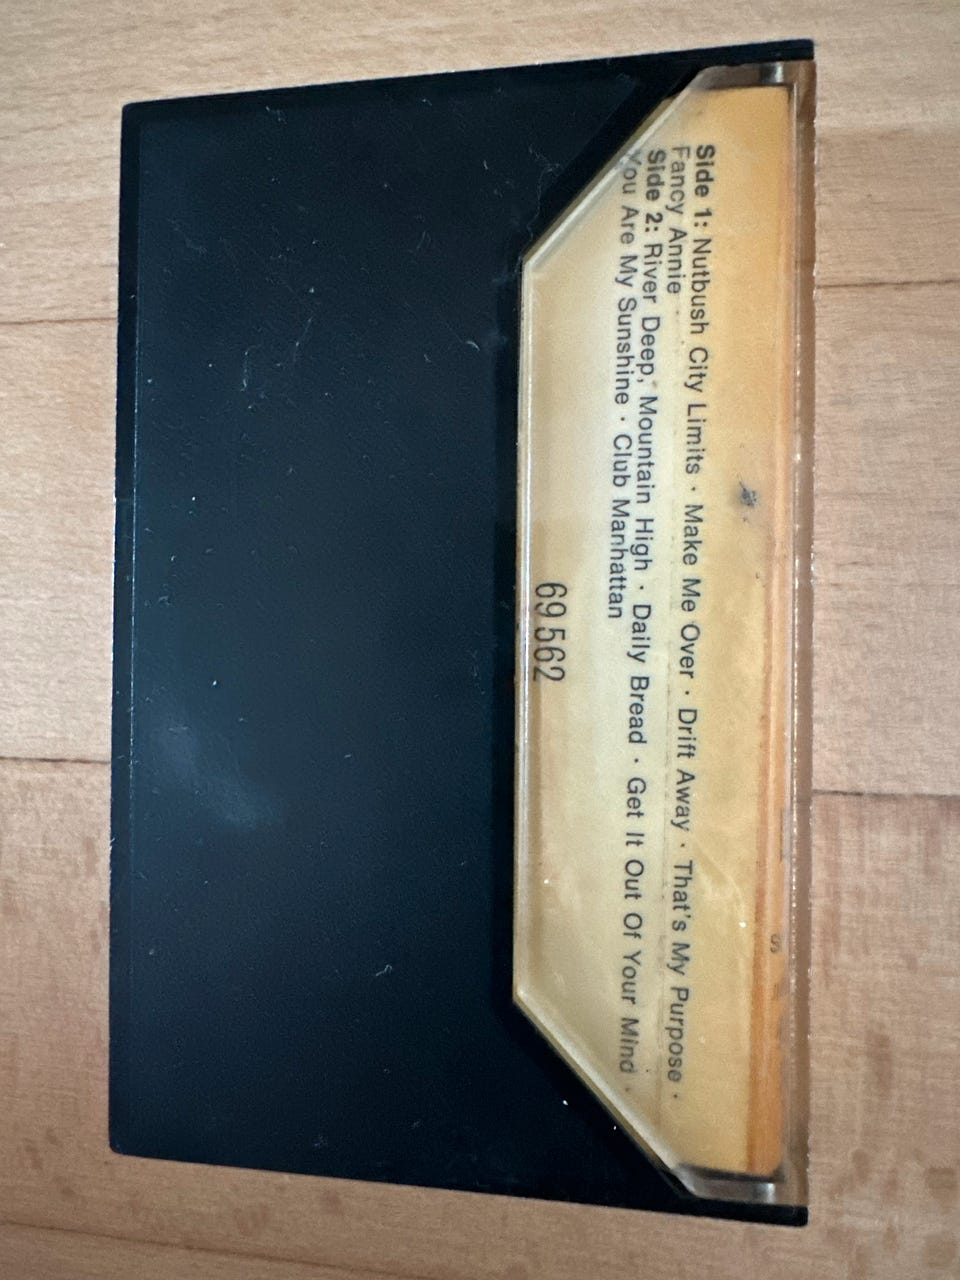 Side 1: Nutbush City Limits · Make Me Over · Drift Away · That's My Purpose ·
Fancy Annie
Side 2: River Deep, Mountain High · Daily Bread · Get It Out Of Your Mind ·
You Are My Sunshine · Club Manhattan
69 562